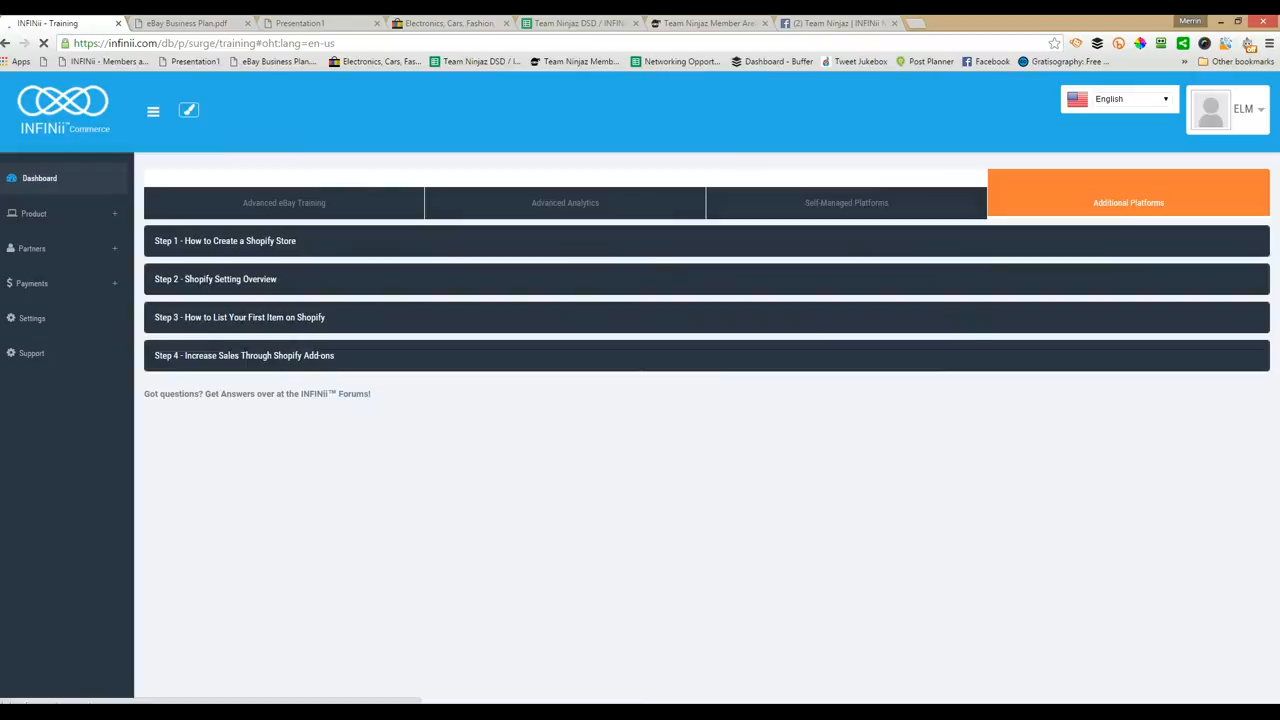 INFINii - Training
eBay Business Plan.pdf
Presentation1
Electronics, Cars, Fashion,
Team Ninjaz DSD / INFINi
Team Ninjaz Member Are
(2) Team Ninjaz | INFINii N
Merrin
https://infinii.com/db/p/surge/training#oht:lang=en-us
Apps
INFINii - Members a...
Presentation1
eBay Business Plan....
Electronics, Cars, Fas...
Team Ninjaz DSD / I...
Team Ninjaz Memb...
Networking Opport...
Dashboard - Buffer
Tweet Jukebox
Post Planner
Facebook
Gratisography: Free ...
»
Other bookmarks
INFINii™ Commerce
English
ELM
Dashboard
Product +
Partners +
Payments +
Settings
Support
Advanced eBay Training
Advanced Analytics
Self-Managed Platforms
Additional Platforms
Step 1 - How to Create a Shopify Store
Step 2 - Shopify Setting Overview
Step 3 - How to List Your First Item on Shopify
Step 4 - Increase Sales Through Shopify Add-ons
Got questions? Get Answers over at the INFINii™ Forums!